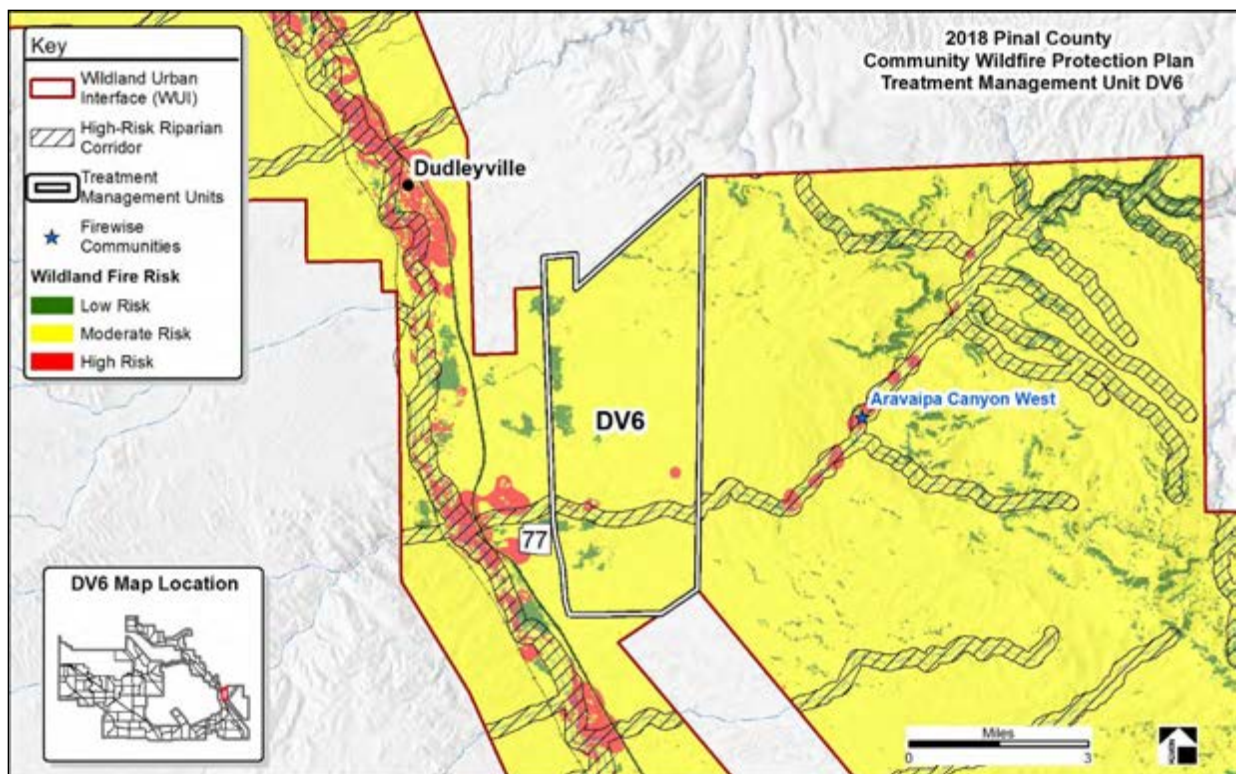 2018 Pinal County
Community Wildfire Protection Plan
Treatment Management Unit DV6
Key
Wildland Urban
Interface (WUI)
High-Risk Riparian
Corridor
Treatment
Management Units
Firewise
Communities
Wildland Fire Risk
Low Risk
Moderate Risk
High Risk
Dudleyville
Aravaipa Canyon West
DV6
77
DV6 Map Location
Miles
0
3